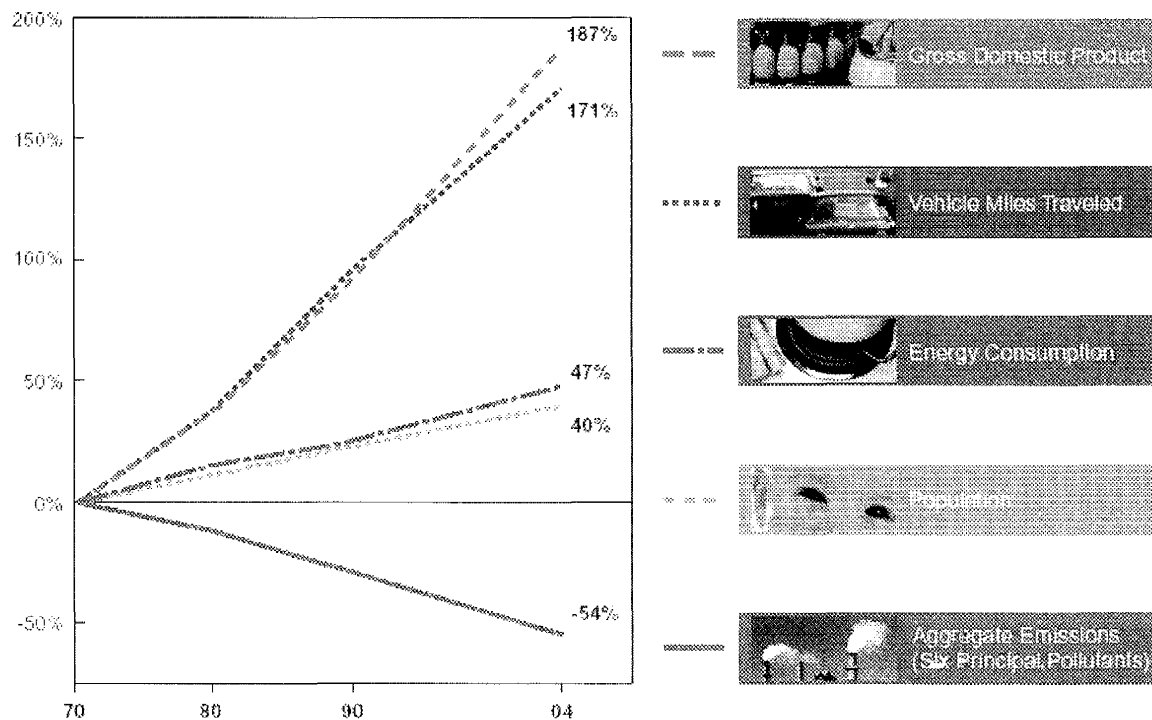 200%
150%
100%
50%
0%
-50%
70
80
90
04
187%
171%
47%
40%
-54%
Gross Domestic Product
Vehicle Miles Traveled
Energy Consumption
Population
Aggregate Emissions
(Six Principal Pollutants)